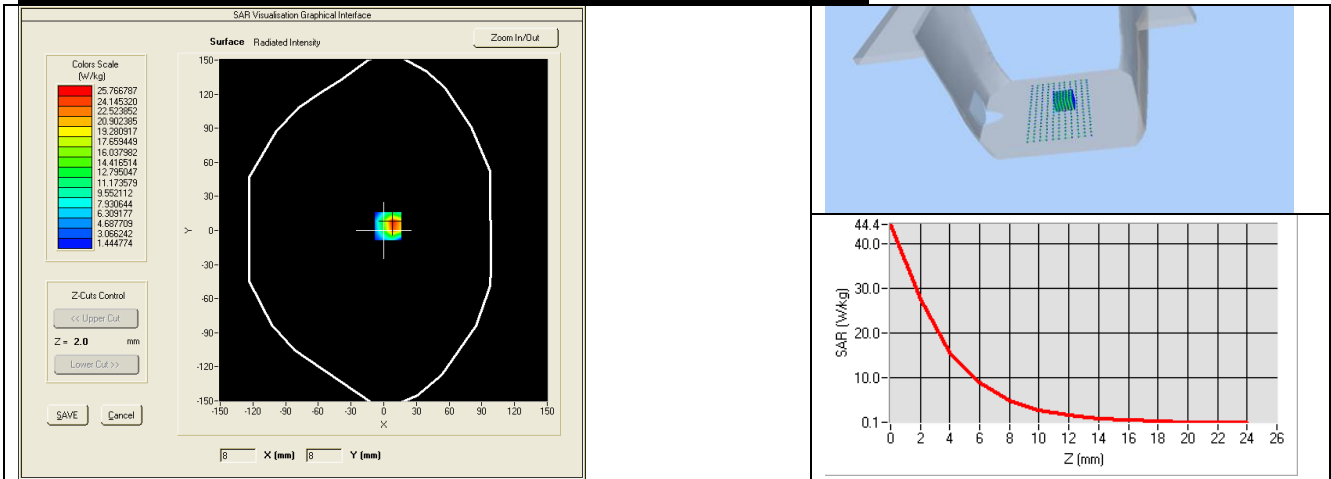 SAR Visualisation Graphical Interface
Surface Radiated Intensity
Zoom In/Out
Colors Scale
(W/kg)
25.766787
24.145320
22.523852
20.902385
19.280917
17.659449
16.037982
14.416514
12.795047
11.173579
9.552112
7.930644
6.309177
4.687709
3.066242
1.444774
Z-Cuts Control
<< Upper Cut
Z = 2.0 mm
Lower Cut >>
SAVE Cancel
150
120
90
60
30
0
-30
-60
-90
-120
-150
Y
-150 -120 -90 -60 -30 0 30 60 90 120 150
X
8 X (mm) 8 Y (mm)
44.4
40.0
30.0
20.0
10.0
0.1
SAR (W/kg)
0 2 4 6 8 10 12 14 16 18 20 22 24 26
Z (mm)